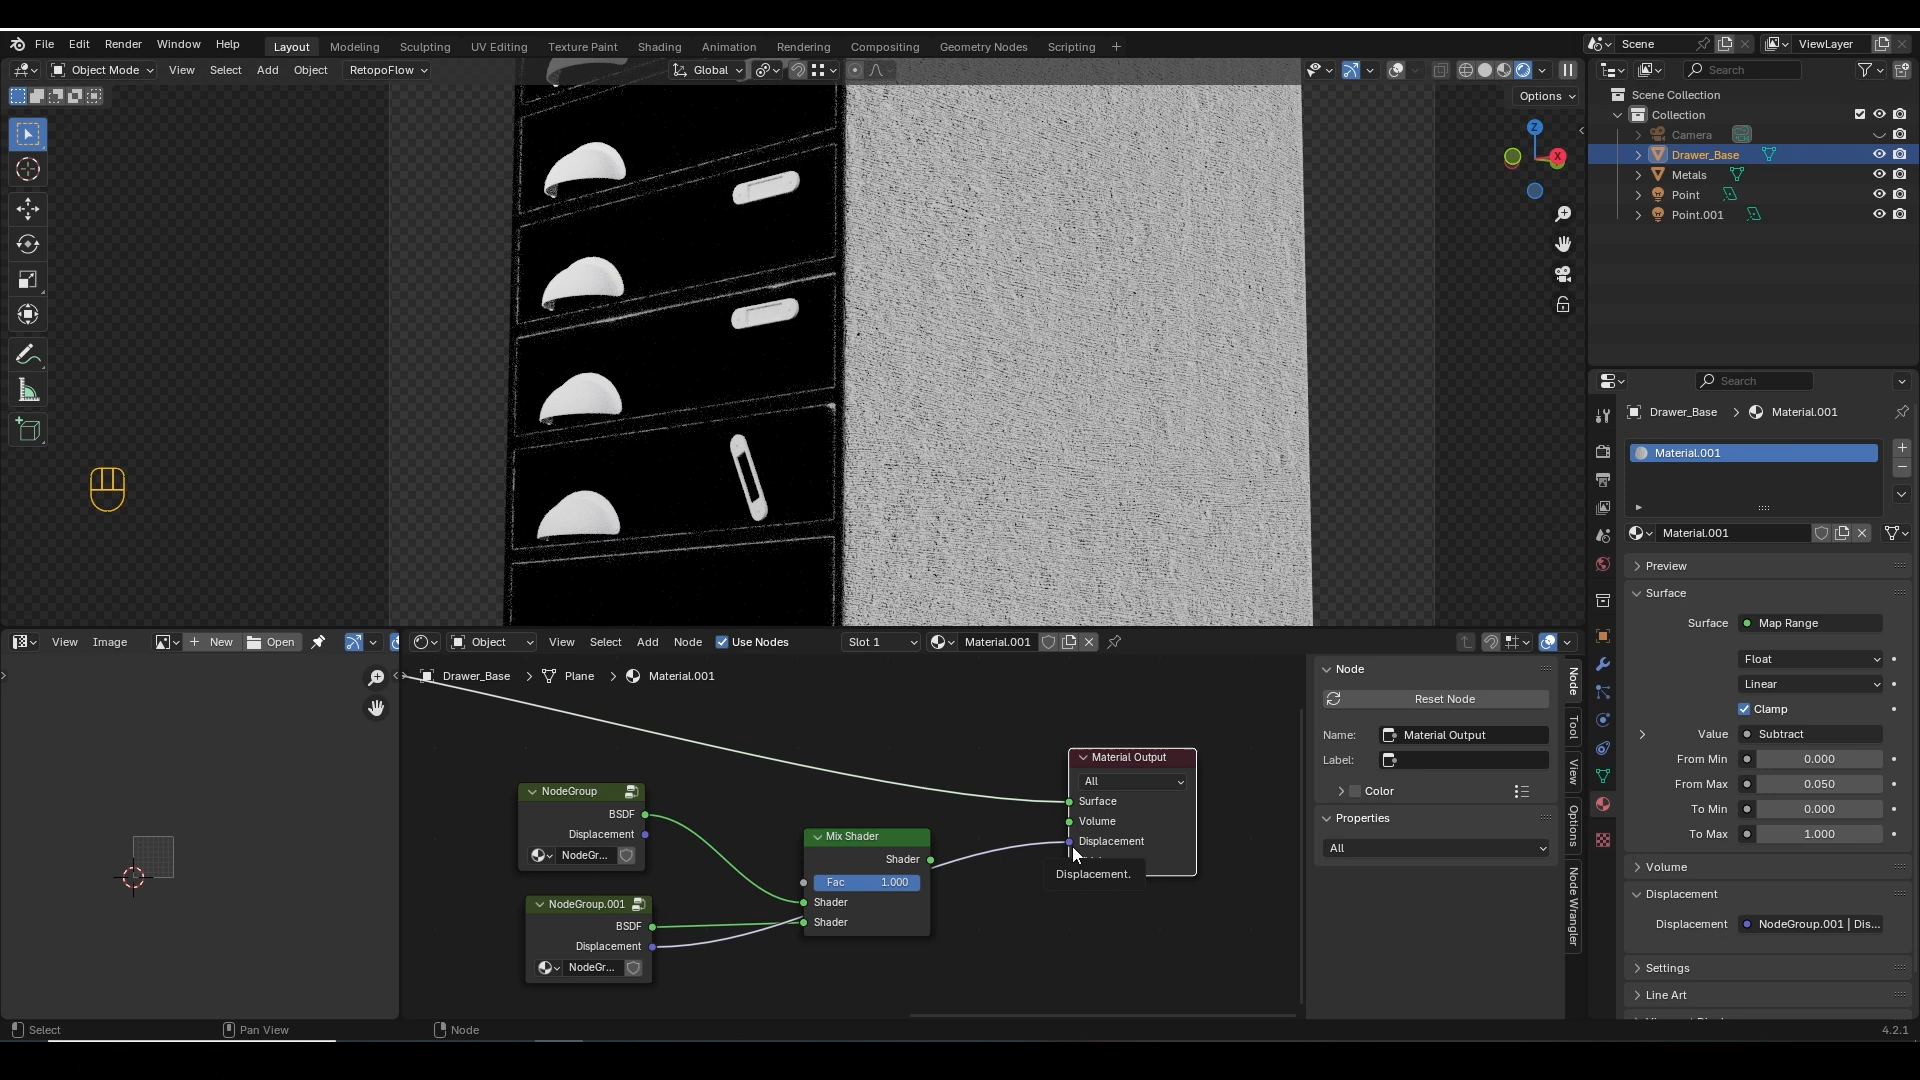 File Edit Render Window Help Layout Modeling Sculpting UV Editing Texture Paint Shading Animation Rendering Compositing Geometry Nodes Scripting + Scene ViewLayer
Object Mode View Select Add Object RetopoFlow Global Search
Options
Z
X
Scene Collection
Collection
Camera
Drawer_Base
Metals
Point
Point.001
Search
Drawer_Base > Material.001
Material.001
Material.001
Preview
Surface
Surface Map Range
Float
Linear
Clamp
Value Subtract
From Min 0.000
From Max 0.050
To Min 0.000
To Max 1.000
Volume
Displacement
Displacement NodeGroup.001 | Dis...
Settings
Line Art
View Image New Open
Object View Select Add Node Use Nodes Slot 1 Material.001
Drawer_Base > Plane > Material.001
NodeGroup
BSDF
Displacement
NodeGr...
NodeGroup.001
BSDF
Displacement
NodeGr...
Mix Shader
Shader
Fac 1.000
Shader
Shader
Material Output
All
Surface
Volume
Displacement
Displacement.
Node
Reset Node
Name: Material Output
Label:
Color
Properties
All
Node
Tool
View
Options
Node Wrangler
Select Pan View Node 4.2.1